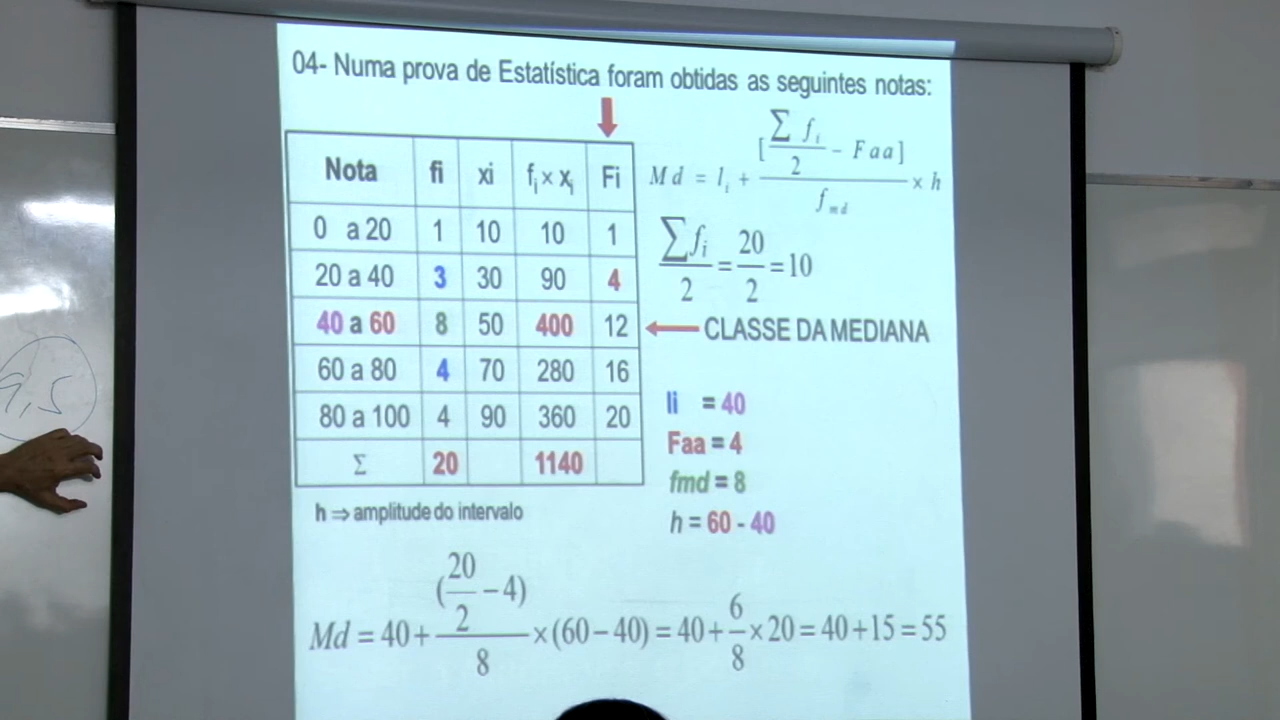 04- Numa prova de Estatística foram obtidas as seguintes notas:
Nota fi xi fi × xi Fi
0 a 20 1 10 10 1
20 a 40 3 30 90 4
40 a 60 8 50 400 12
60 a 80 4 70 280 16
80 a 100 4 90 360 20
Σ 20 1140
h ⇒ amplitude do intervalo
Md = li + [∑ fi / 2 − Faa] / fmd × h
∑ fi / 2 = 20 / 2 = 10
CLASSE DA MEDIANA
li = 40
Faa = 4
fmd = 8
h = 60 - 40
Md = 40 + (20 / 2 − 4) / 8 × (60 − 40) = 40 + 6 / 8 × 20 = 40 + 15 = 55